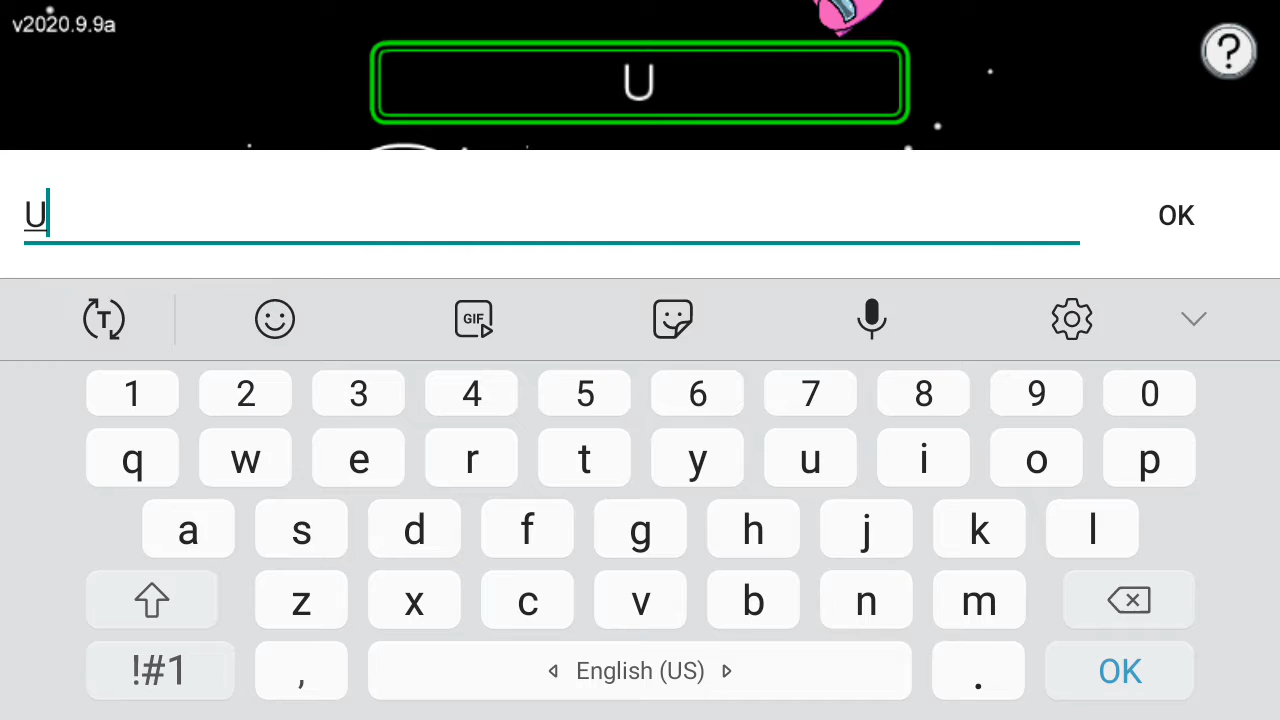 v2020.9.9a
U
?
U
OK
T
GIF
1 2 3 4 5 6 7 8 9 0
q w e r t y u i o p
a s d f g h j k l
z x c v b n m
!#1 , English (US) . OK